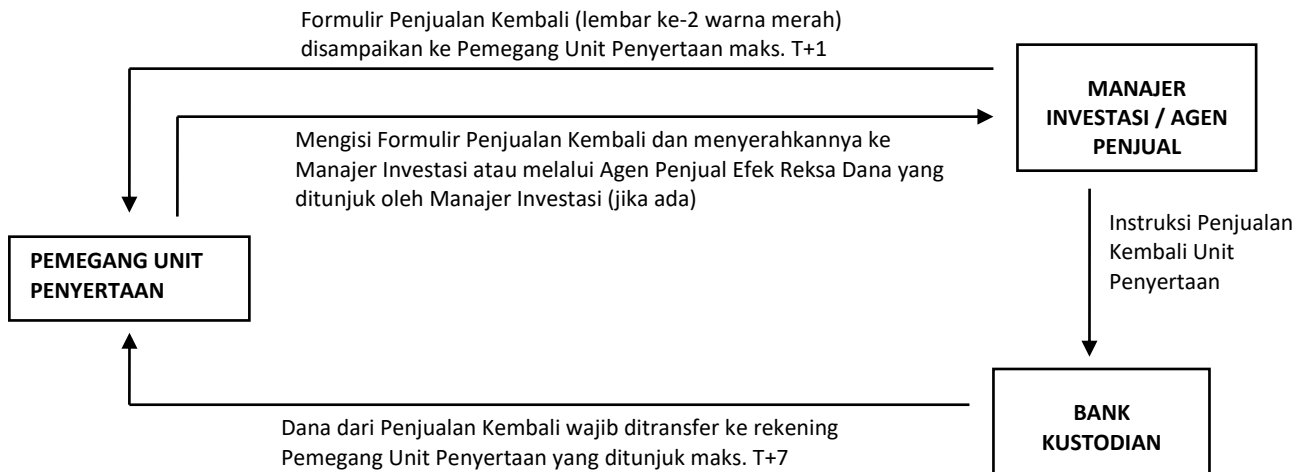 Formulir Penjualan Kembali (lembar ke-2 warna merah)
disampaikan ke Pemegang Unit Penyertaan maks. T+1
MANAJER
INVESTASI / AGEN
PENJUAL
Mengisi Formulir Penjualan Kembali dan menyerahkannya ke
Manajer Investasi atau melalui Agen Penjual Efek Reksa Dana yang
ditunjuk oleh Manajer Investasi (jika ada)
Instruksi Penjualan
Kembali Unit
Penyertaan
PEMEGANG UNIT
PENYERTAAN
BANK
KUSTODIAN
Dana dari Penjualan Kembali wajib ditransfer ke rekening
Pemegang Unit Penyertaan yang ditunjuk maks. T+7